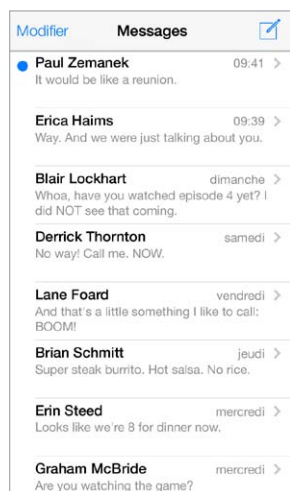 Modifier Messages
Paul Zemanek 09:41
It would be like a reunion.
Erica Haims 09:39
Way. And we were just talking about you.
Blair Lockhart dimanche
Whoa, have you watched episode 4 yet? I
did NOT see that coming.
Derrick Thornton samedi
No way! Call me. NOW.
Lane Foard vendredi
And that's a little something I like to call:
BOOM!
Brian Schmitt jeudi
Super steak burrito. Hot salsa. No rice.
Erin Steed mercredi
Looks like we're 8 for dinner now.
Graham McBride mercredi
Are you watching the game?